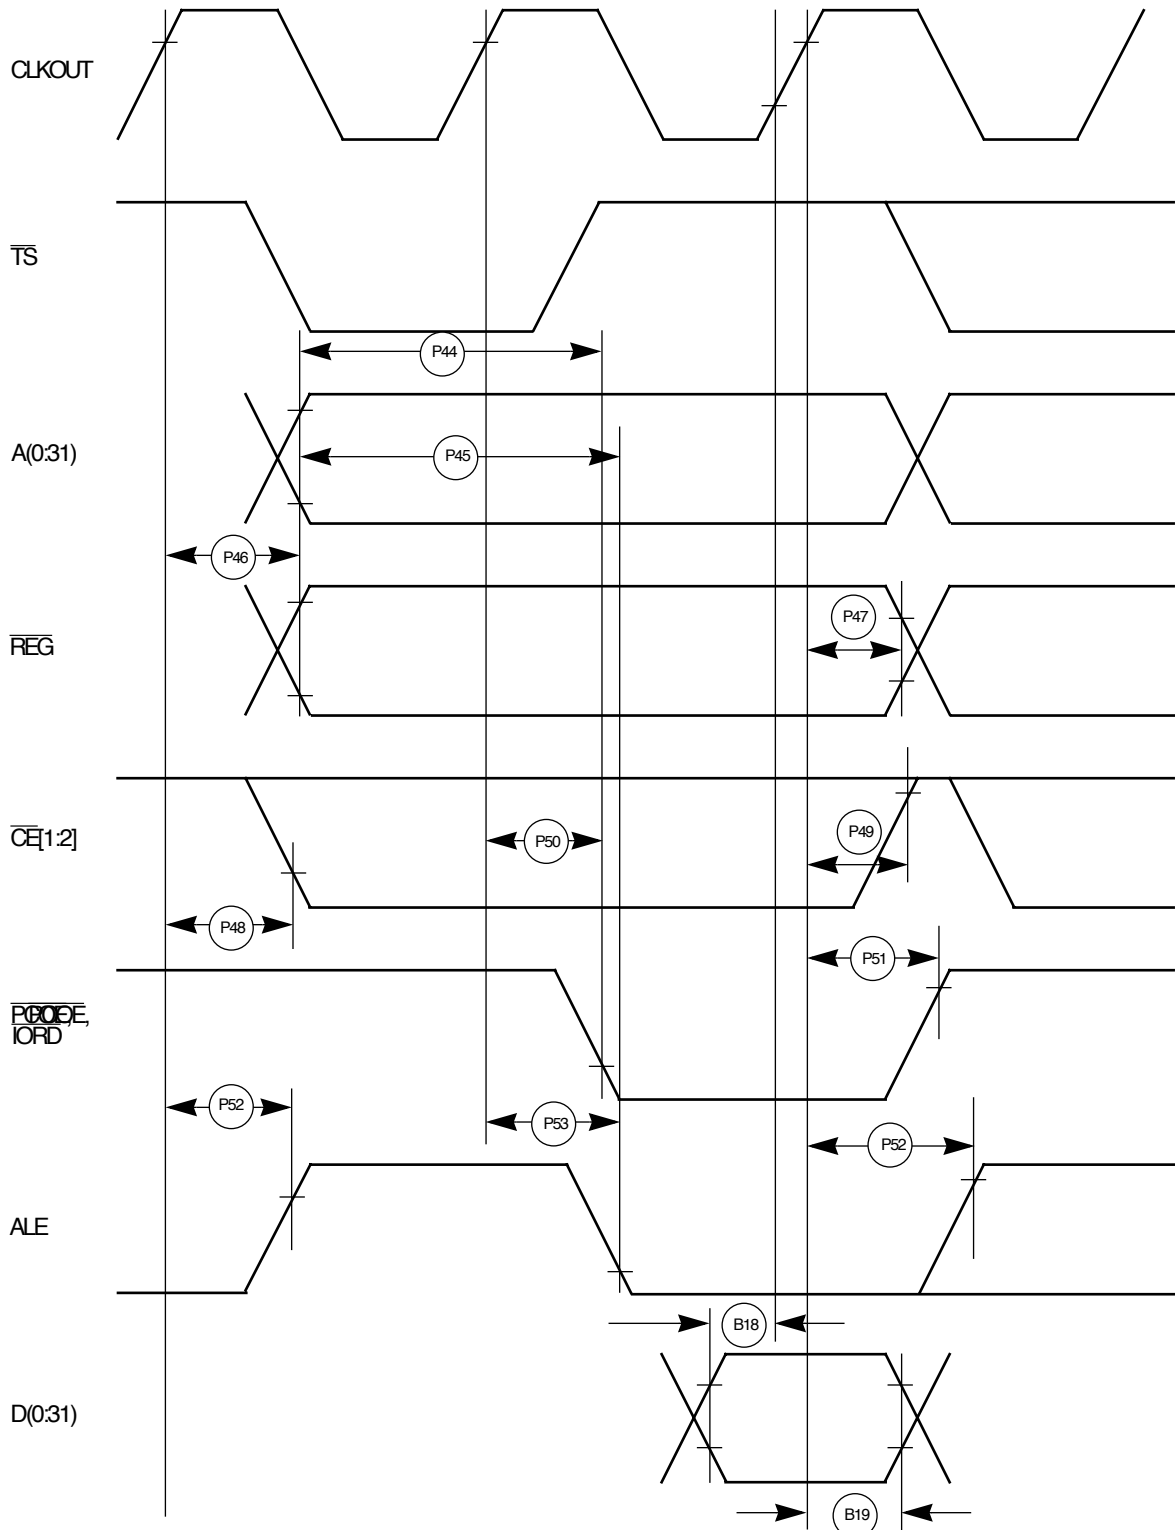 CLKOUT
TS
P44
A(0:31)
P45
P46
P47
REG
P49
CE[1:2]
P50
P48
P51
IORD
P52
P53
P52
ALE
B18
D(0:31)
B19